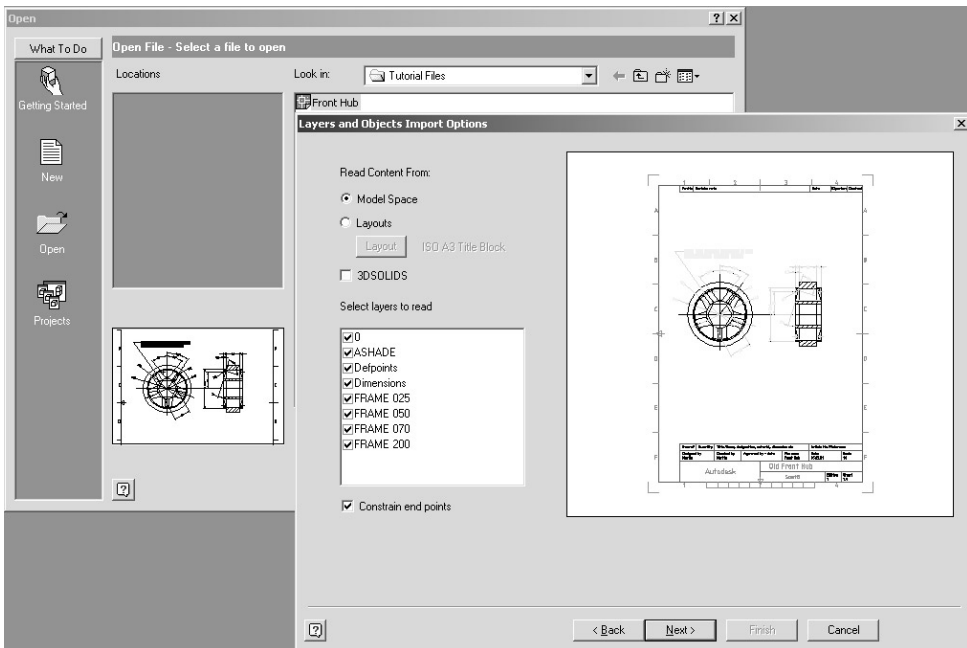 Open
What To Do
Open File - Select a file to open
Locations
Look in:
Tutorial Files
Getting Started
New
Open
Projects
Front Hub
Layers and Objects Import Options
Read Content From:
Model Space
Layouts
Layout
ISO A3 Title Block
3DSOLIDS
Select layers to read
0
ASHADE
Defpoints
Dimensions
FRAME 025
FRAME 050
FRAME 070
FRAME 200
Constrain end points
Autodesk
Old Front Hub
< Back
Next >
Finish
Cancel